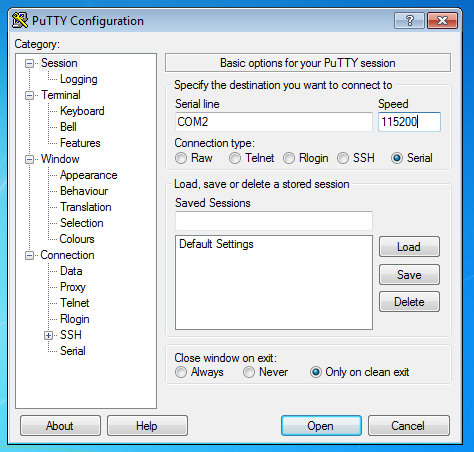 PuTTY Configuration
Category:
Session
Logging
Terminal
Keyboard
Bell
Features
Window
Appearance
Behaviour
Translation
Selection
Colours
Connection
Data
Proxy
Telnet
Rlogin
SSH
Serial
Basic options for your PuTTY session
Specify the destination you want to connect to
Serial line Speed
COM2 115200
Connection type:
Raw Telnet Rlogin SSH Serial
Load, save or delete a stored session
Saved Sessions
Default Settings
Load
Save
Delete
Close window on exit:
Always Never Only on clean exit
About Help Open Cancel